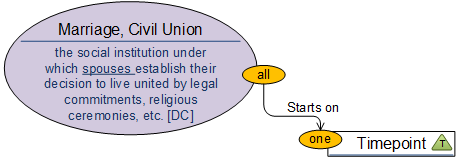 Marriage, Civil Union
the social institution under
which spouses establish their
decision to live united by legal
commitments, religious
ceremonies, etc. [DC]
all
Starts on
one
Timepoint
T